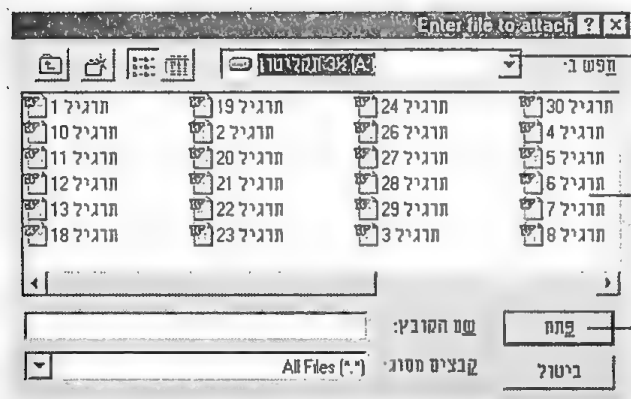 Enter file to attach
חפש ב:
תקליטון 3½ (A:)
תרגיל 1 תרגיל 19 תרגיל 24 תרגיל 30
תרגיל 10 תרגיל 2 תרגיל 26 תרגיל 4
תרגיל 11 תרגיל 20 תרגיל 27 תרגיל 5
תרגיל 12 תרגיל 21 תרגיל 28 תרגיל 6
תרגיל 13 תרגיל 22 תרגיל 29 תרגיל 7
תרגיל 18 תרגיל 23 תרגיל 3 תרגיל 8
שם הקובץ: פתח
קבצים מסוג: All Files (*.*) ביטול